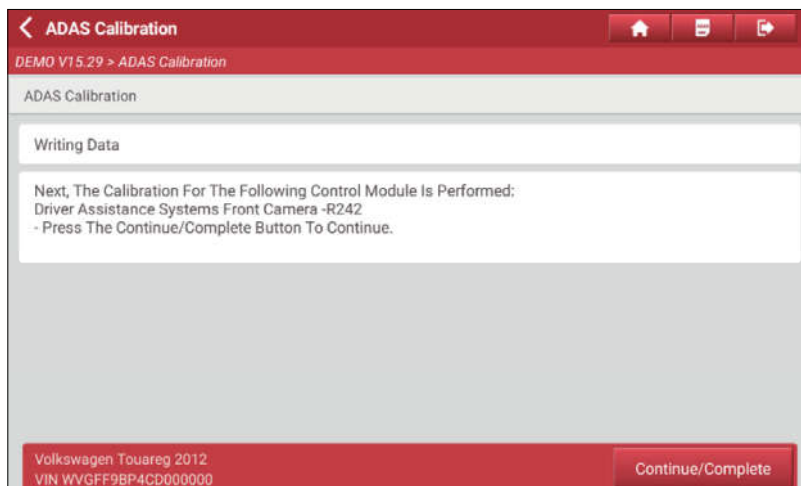 ADAS Calibration
DEMO V15.29 > ADAS Calibration
ADAS Calibration
Writing Data
Next, The Calibration For The Following Control Module Is Performed:
Driver Assistance Systems Front Camera -R242
- Press The Continue/Complete Button To Continue.
Volkswagen Touareg 2012
VIN WVGFF9BP4CD000000
Continue/Complete